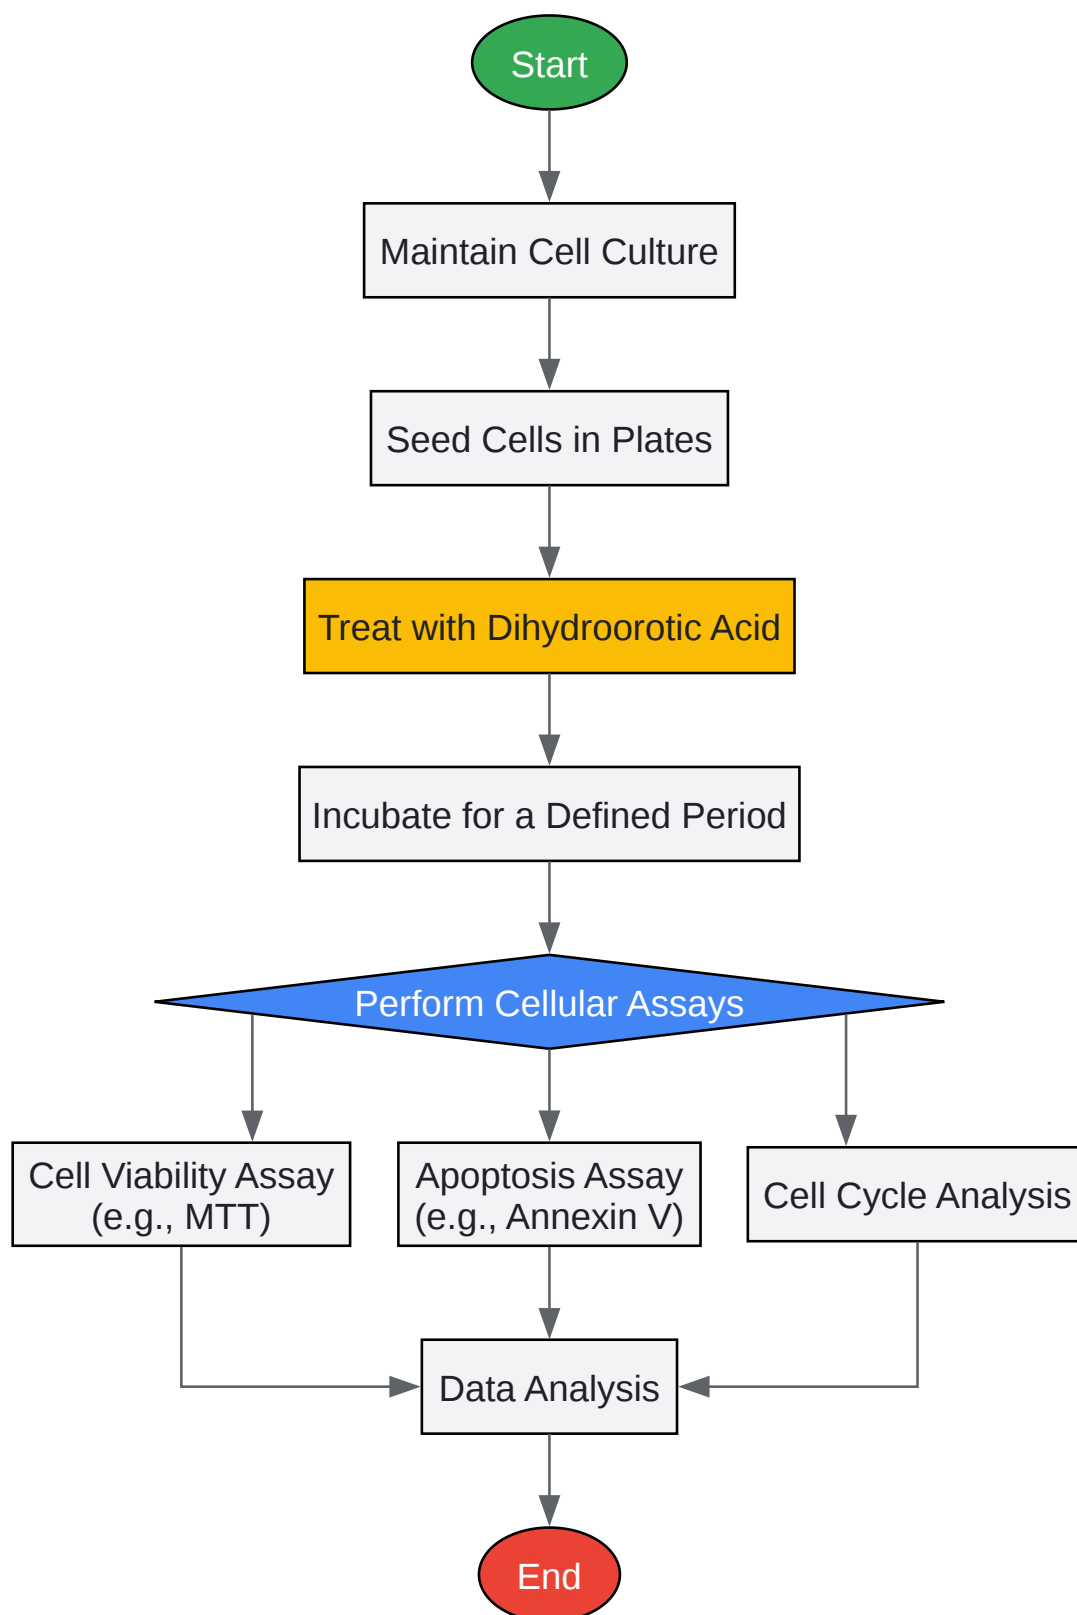 Start
Maintain Cell Culture
Seed Cells in Plates
Treat with Dihydroorotic Acid
Incubate for a Defined Period
Perform Cellular Assays
Cell Viability Assay
(e.g., MTT)
Apoptosis Assay
(e.g., Annexin V)
Cell Cycle Analysis
Data Analysis
End